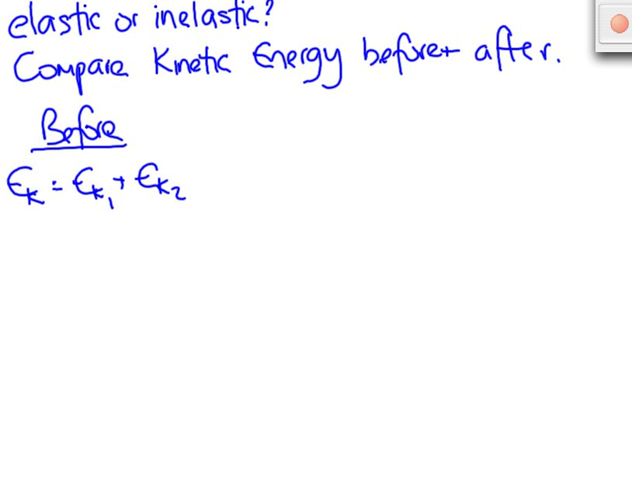 elastic or inelastic?
Compare Kinetic Energy before + after.
Before
Ek = Ek1 + Ek2